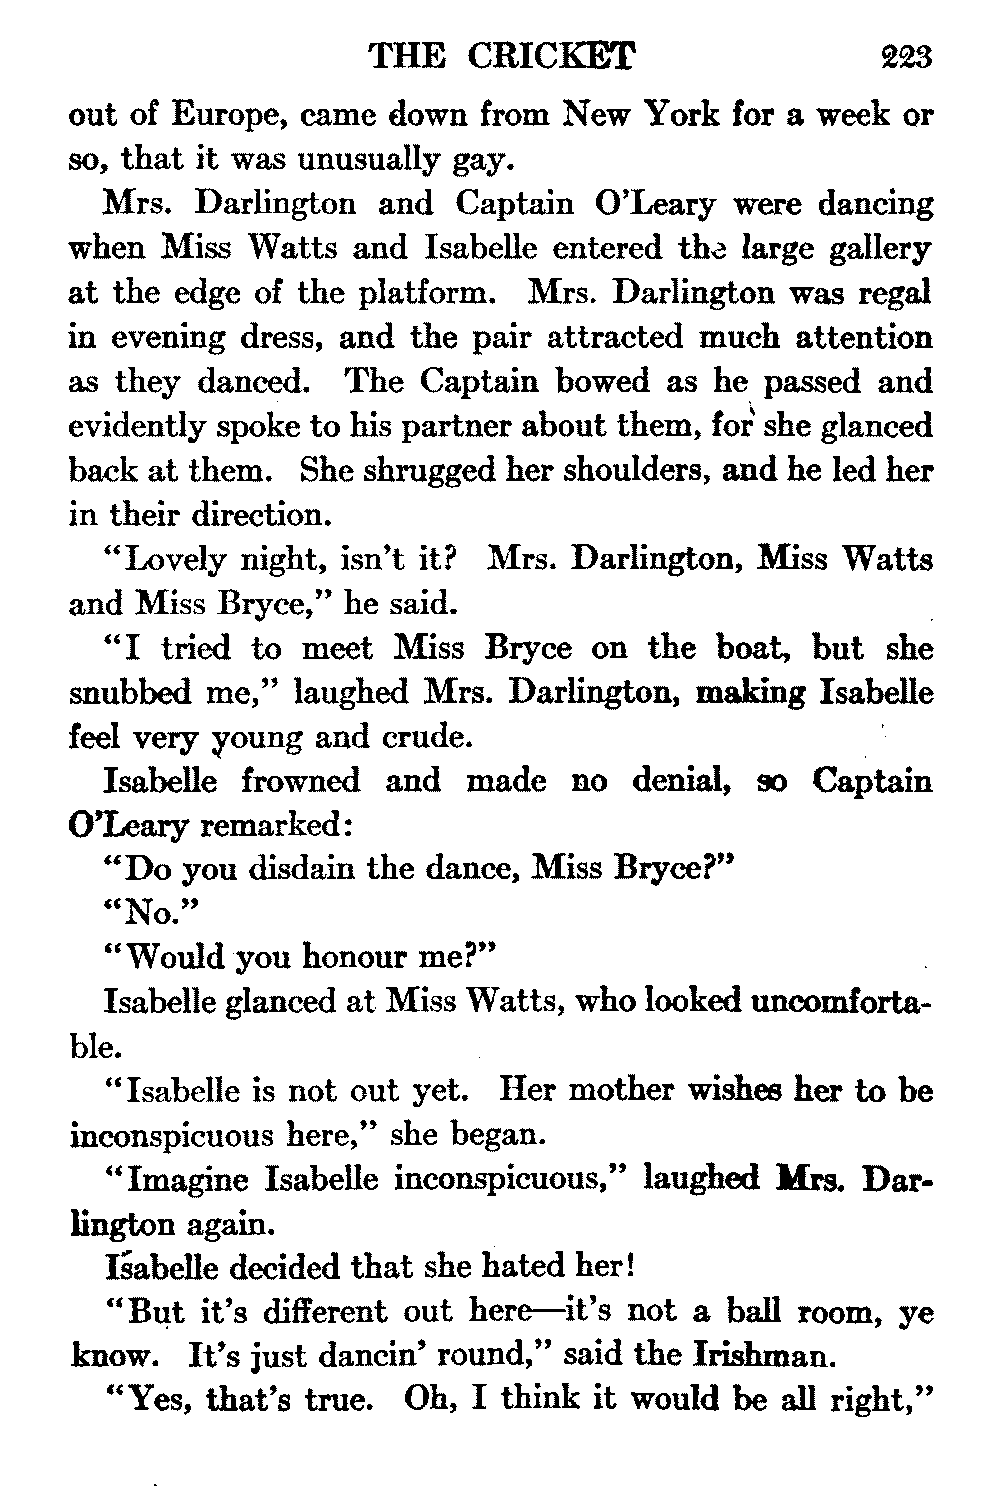 THE CRICKET 223
out of Europe, came down from New York for a week or
so, that it was unusually gay.
Mrs. Darlington and Captain O'Leary were dancing
when Miss Watts and Isabelle entered the large gallery
at the edge of the platform. Mrs. Darlington was regal
in evening dress, and the pair attracted much attention
as they danced. The Captain bowed as he passed and
evidently spoke to his partner about them, for she glanced
back at them. She shrugged her shoulders, and he led her
in their direction.
"Lovely night, isn't it? Mrs. Darlington, Miss Watts
and Miss Bryce," he said.
"I tried to meet Miss Bryce on the boat, but she
snubbed me," laughed Mrs. Darlington, making Isabelle
feel very young and crude.
Isabelle frowned and made no denial, so Captain
O'Leary remarked:
"Do you disdain the dance, Miss Bryce?"
"No."
"Would you honour me?"
Isabelle glanced at Miss Watts, who looked uncomforta-
ble.
"Isabelle is not out yet. Her mother wishes her to be
inconspicuous here," she began.
"Imagine Isabelle inconspicuous," laughed Mrs. Dar-
lington again.
Isabelle decided that she hated her!
"But it's different out here—it's not a ball room, ye
know. It's just dancin' round," said the Irishman.
"Yes, that's true. Oh, I think it would be all right,"